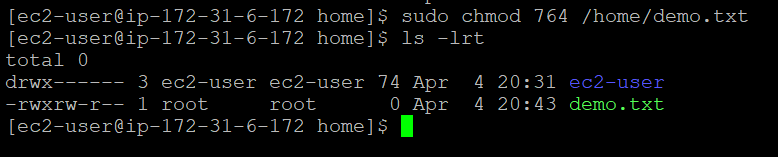 [ec2-user@ip-172-31-6-172 home]$ sudo chmod 764 /home/demo.txt
[ec2-user@ip-172-31-6-172 home]$ ls -lrt
total 0
drwx------ 3 ec2-user ec2-user 74 Apr  4 20:31 ec2-user
-rwxrw-r-- 1 root     root      0 Apr  4 20:43 demo.txt
[ec2-user@ip-172-31-6-172 home]$